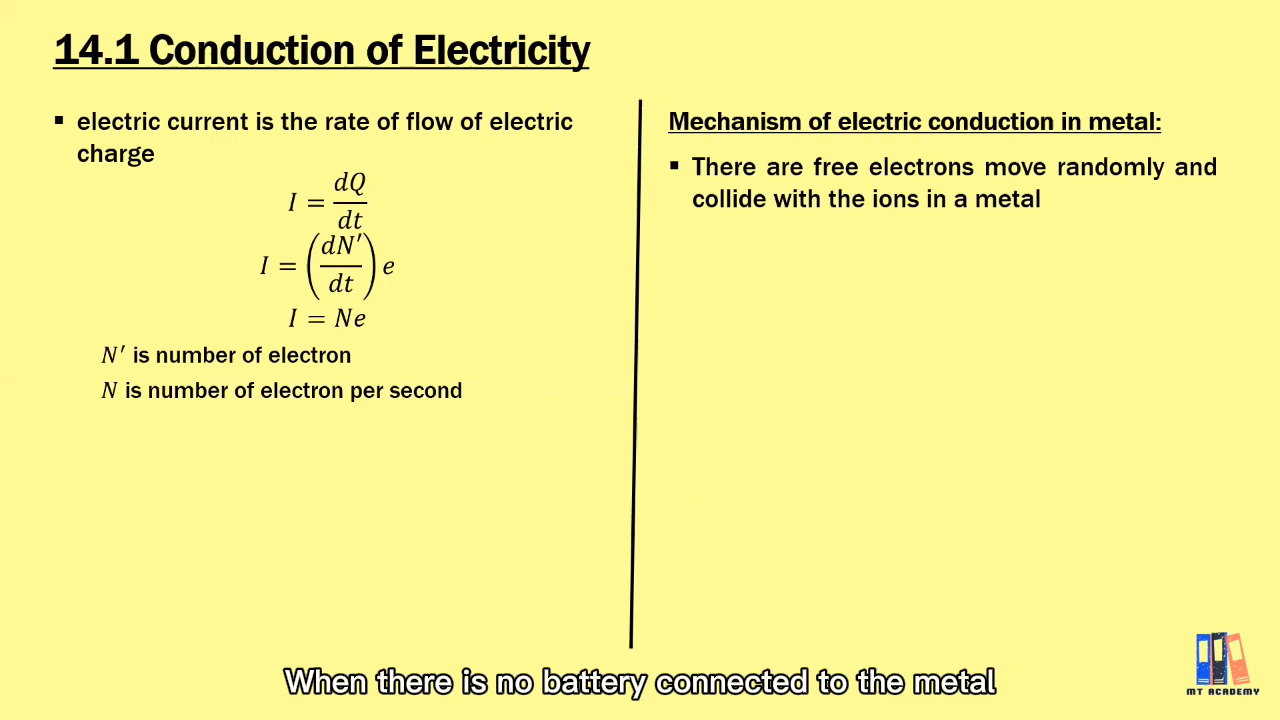 14.1 Conduction of Electricity
▪ electric current is the rate of flow of electric
charge
I = dQ/dt
I = (dN′/dt) e
I = Ne
N′ is number of electron
N is number of electron per second
Mechanism of electric conduction in metal:
▪ There are free electrons move randomly and
collide with the ions in a metal
When there is no battery connected to the metal
MT ACADEMY